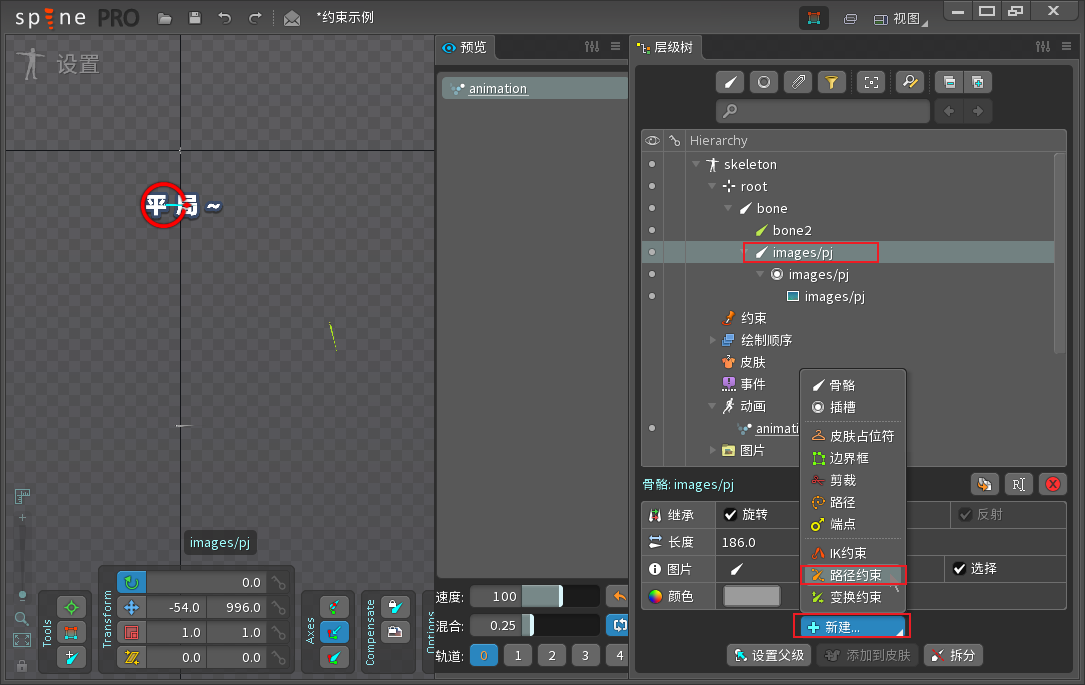 spine PRO
*约束示例
视图
设置
平局~
images/pj
Tools
Transform
0.0
-54.0 996.0
1.0 1.0
0.0 0.0
Axes
Compensate
Options
预览
animation
速度: 100
混合: 0.25
轨道: 0 1 2 3 4
层级树
Hierarchy
skeleton
root
bone
bone2
images/pj
images/pj
images/pj
约束
绘制顺序
皮肤
事件
动画
animati
图片
骨骼: images/pj
继承 旋转 反射
长度 186.0
图片 选择
颜色
骨骼
插槽
皮肤占位符
边界框
剪裁
路径
端点
IK约束
路径约束
变换约束
新建...
设置父级 添加到皮肤 拆分